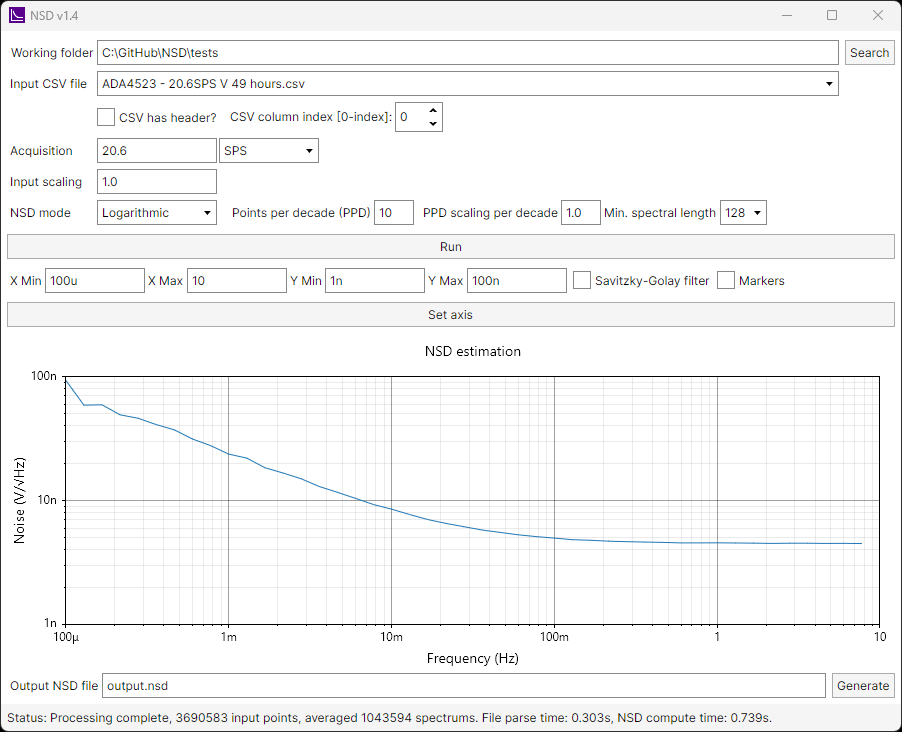 NSD v1.4
Working folder C:\GitHub\NSD\tests Search
Input CSV file ADA4523 - 20.6SPS V 49 hours.csv
CSV has header? CSV column index [0-index]: 0
Acquisition 20.6 SPS
Input scaling 1.0
NSD mode Logarithmic Points per decade (PPD) 10 PPD scaling per decade 1.0 Min. spectral length 128
Run
X Min 100u X Max 10 Y Min 1n Y Max 100n Savitzky-Golay filter Markers
Set axis
NSD estimation
100n
10n
1n
Noise (V/√Hz)
100µ 1m 10m 100m 1 10
Frequency (Hz)
Output NSD file output.nsd Generate
Status: Processing complete, 3690583 input points, averaged 1043594 spectrums. File parse time: 0.303s, NSD compute time: 0.739s.